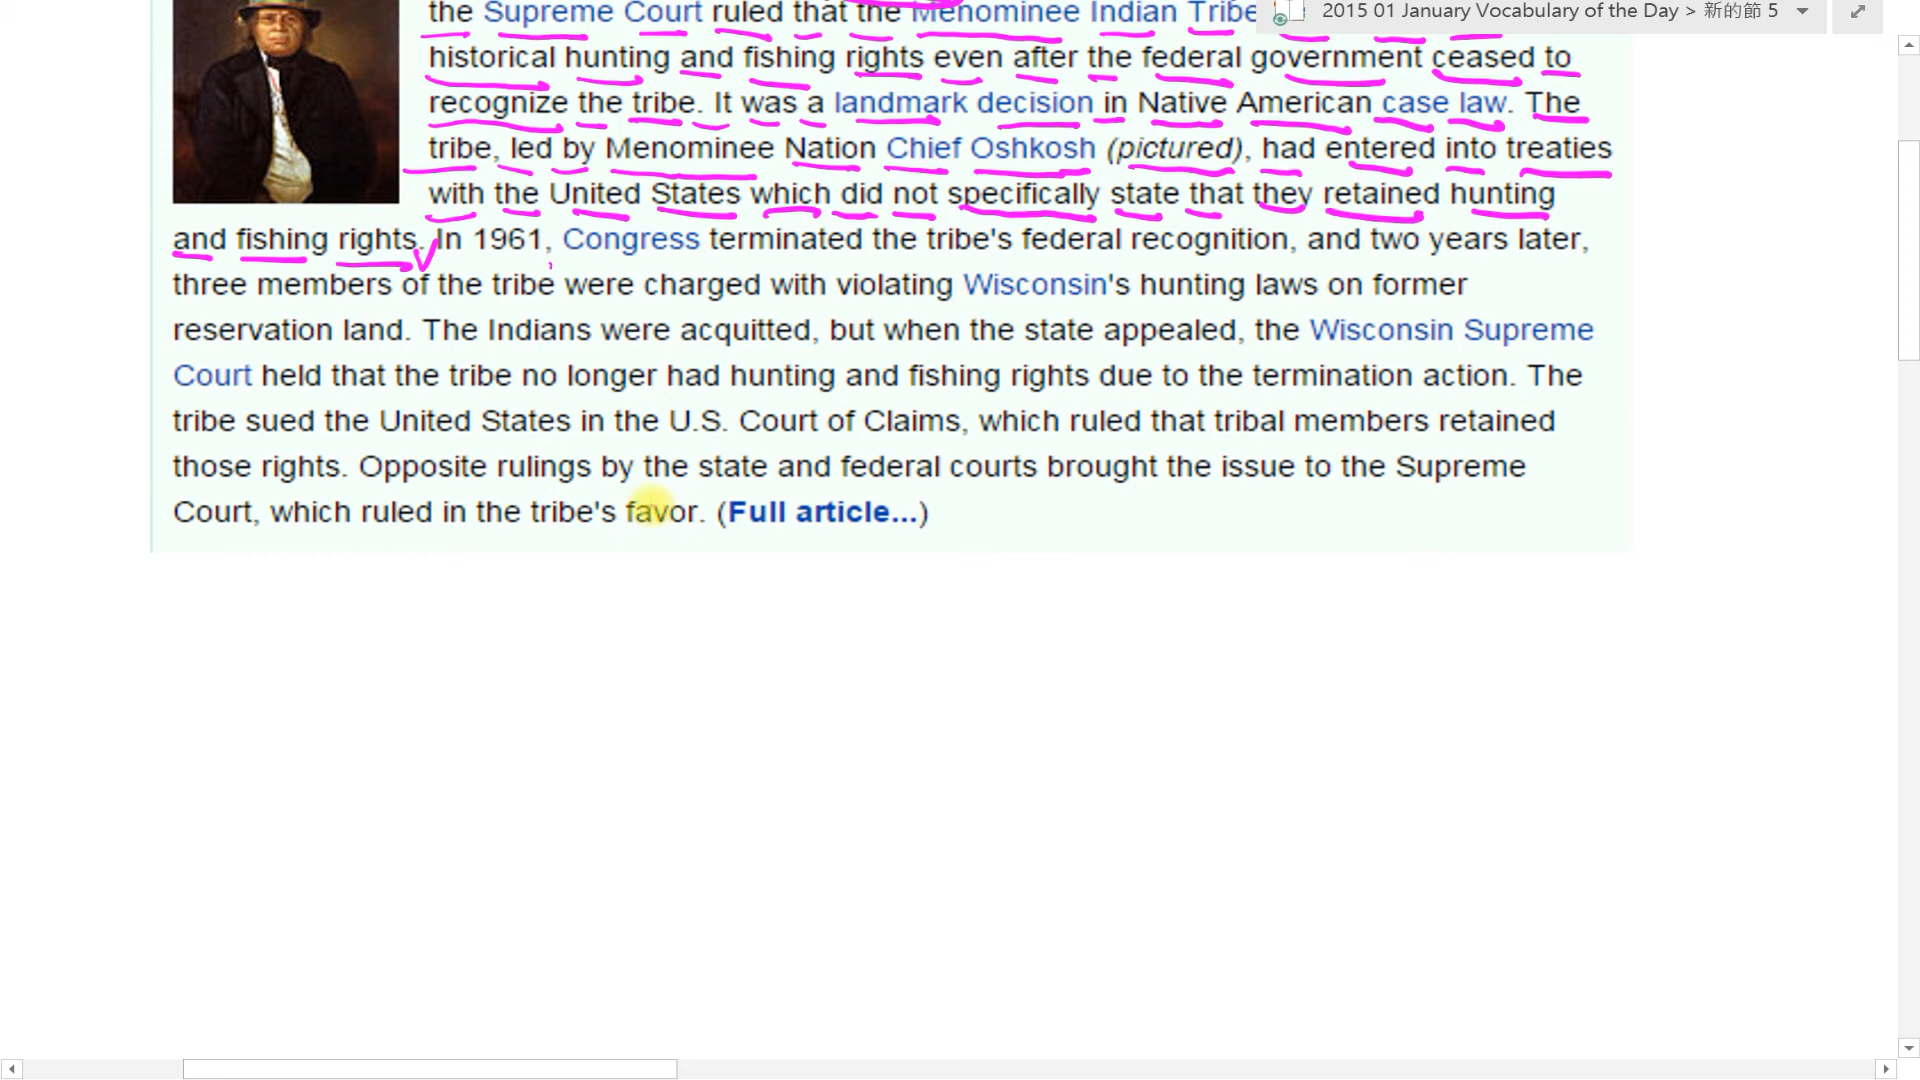 the Supreme Court ruled that the Menominee Indian Tribe
2015 01 January Vocabulary of the Day > 新的節 5
historical hunting and fishing rights even after the federal government ceased to
recognize the tribe. It was a landmark decision in Native American case law. The
tribe, led by Menominee Nation Chief Oshkosh (pictured), had entered into treaties
with the United States which did not specifically state that they retained hunting
and fishing rights. In 1961, Congress terminated the tribe's federal recognition, and two years later,
three members of the tribe were charged with violating Wisconsin's hunting laws on former
reservation land. The Indians were acquitted, but when the state appealed, the Wisconsin Supreme
Court held that the tribe no longer had hunting and fishing rights due to the termination action. The
tribe sued the United States in the U.S. Court of Claims, which ruled that tribal members retained
those rights. Opposite rulings by the state and federal courts brought the issue to the Supreme
Court, which ruled in the tribe's favor. (Full article...)